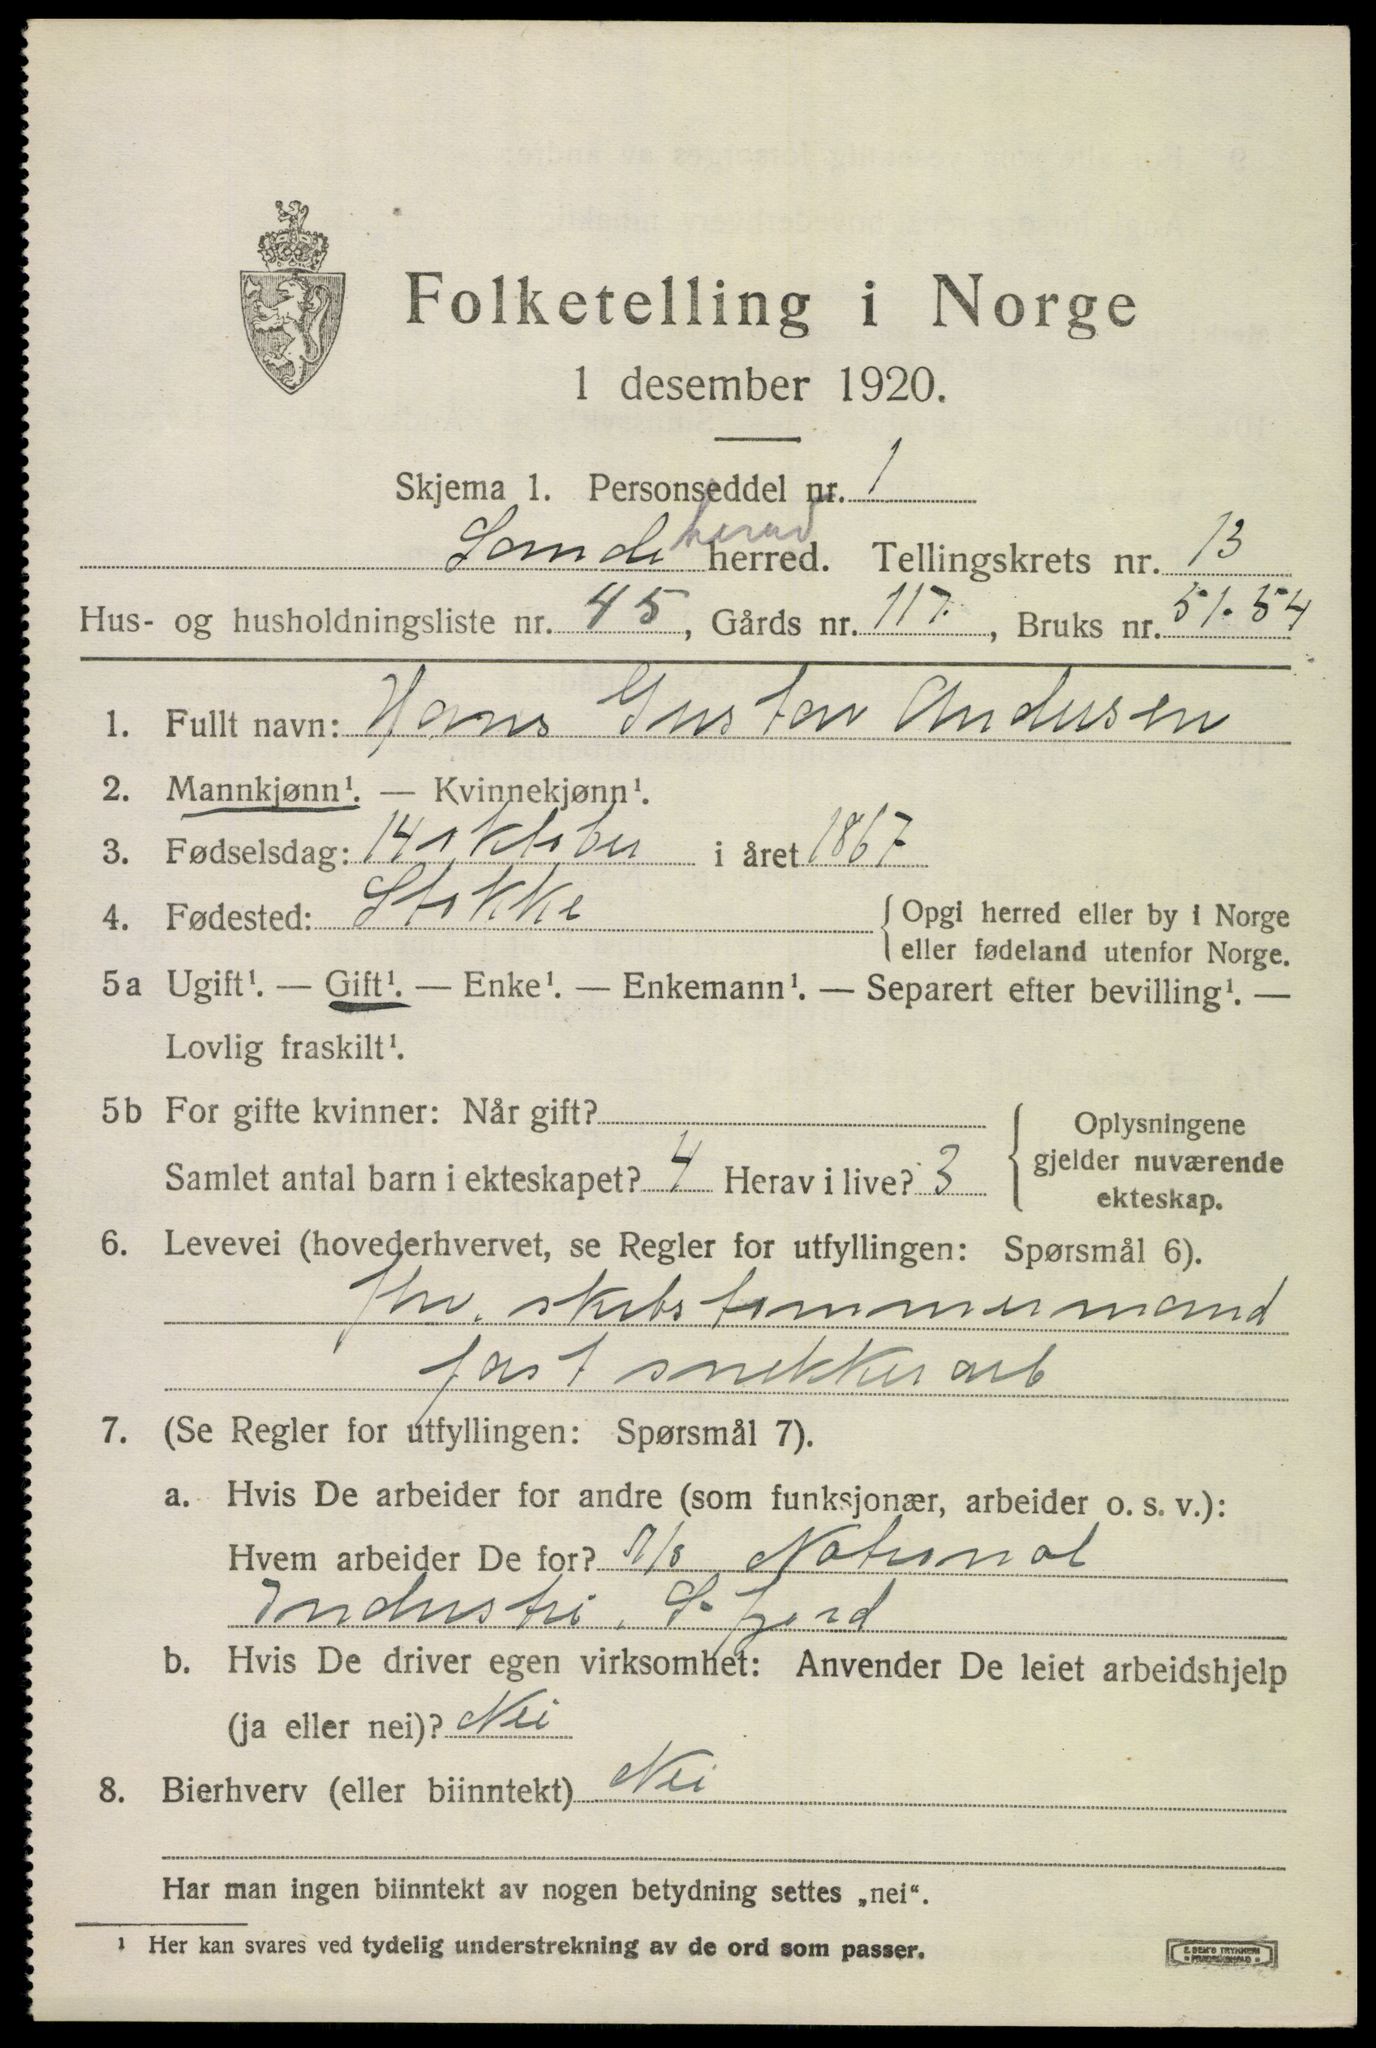 Folketelling i Norge
1 desember 1920.
Skjema 1. Personseddel nr. 1
Sande herad herred. Tellingskrets nr. 13
Hus- og husholdningsliste nr. 45, Gårds nr. 117, Bruks nr. 51.54
1. Fullt navn: Hans Gustav Andersen
2. Mannkjønn¹. — Kvinnekjønn¹.
3. Fødselsdag: 14 oktober i året 1867
4. Fødested: Stokke { Opgi herred eller by i Norge
eller fødeland utenfor Norge.
5a Ugift¹. — Gift¹. — Enke¹. — Enkemann¹. — Separert efter bevilling¹. —
Lovlig fraskilt¹.
5b For gifte kvinner: Når gift?
Samlet antal barn i ekteskapet? 4 Herav i live? 3
{ Oplysningene
gjelder nuværende
ekteskap.
6. Levevei (hovederhvervet, se Regler for utfyllingen: Spørsmål 6).
fhv. skibstømmermand
fast snekkerarb
7. (Se Regler for utfyllingen: Spørsmål 7).
a. Hvis De arbeider for andre (som funksjonær, arbeider o. s. v.):
Hvem arbeider De for? A/S National
Industri. S. fjord
b. Hvis De driver egen virksomhet: Anvender De leiet arbeidshjelp
(ja eller nei)? Nei
8. Bierhverv (eller biinntekt) Nei
Har man ingen biinntekt av nogen betydning settes „nei“.
¹ Her kan svares ved tydelig understrekning av de ord som passer.